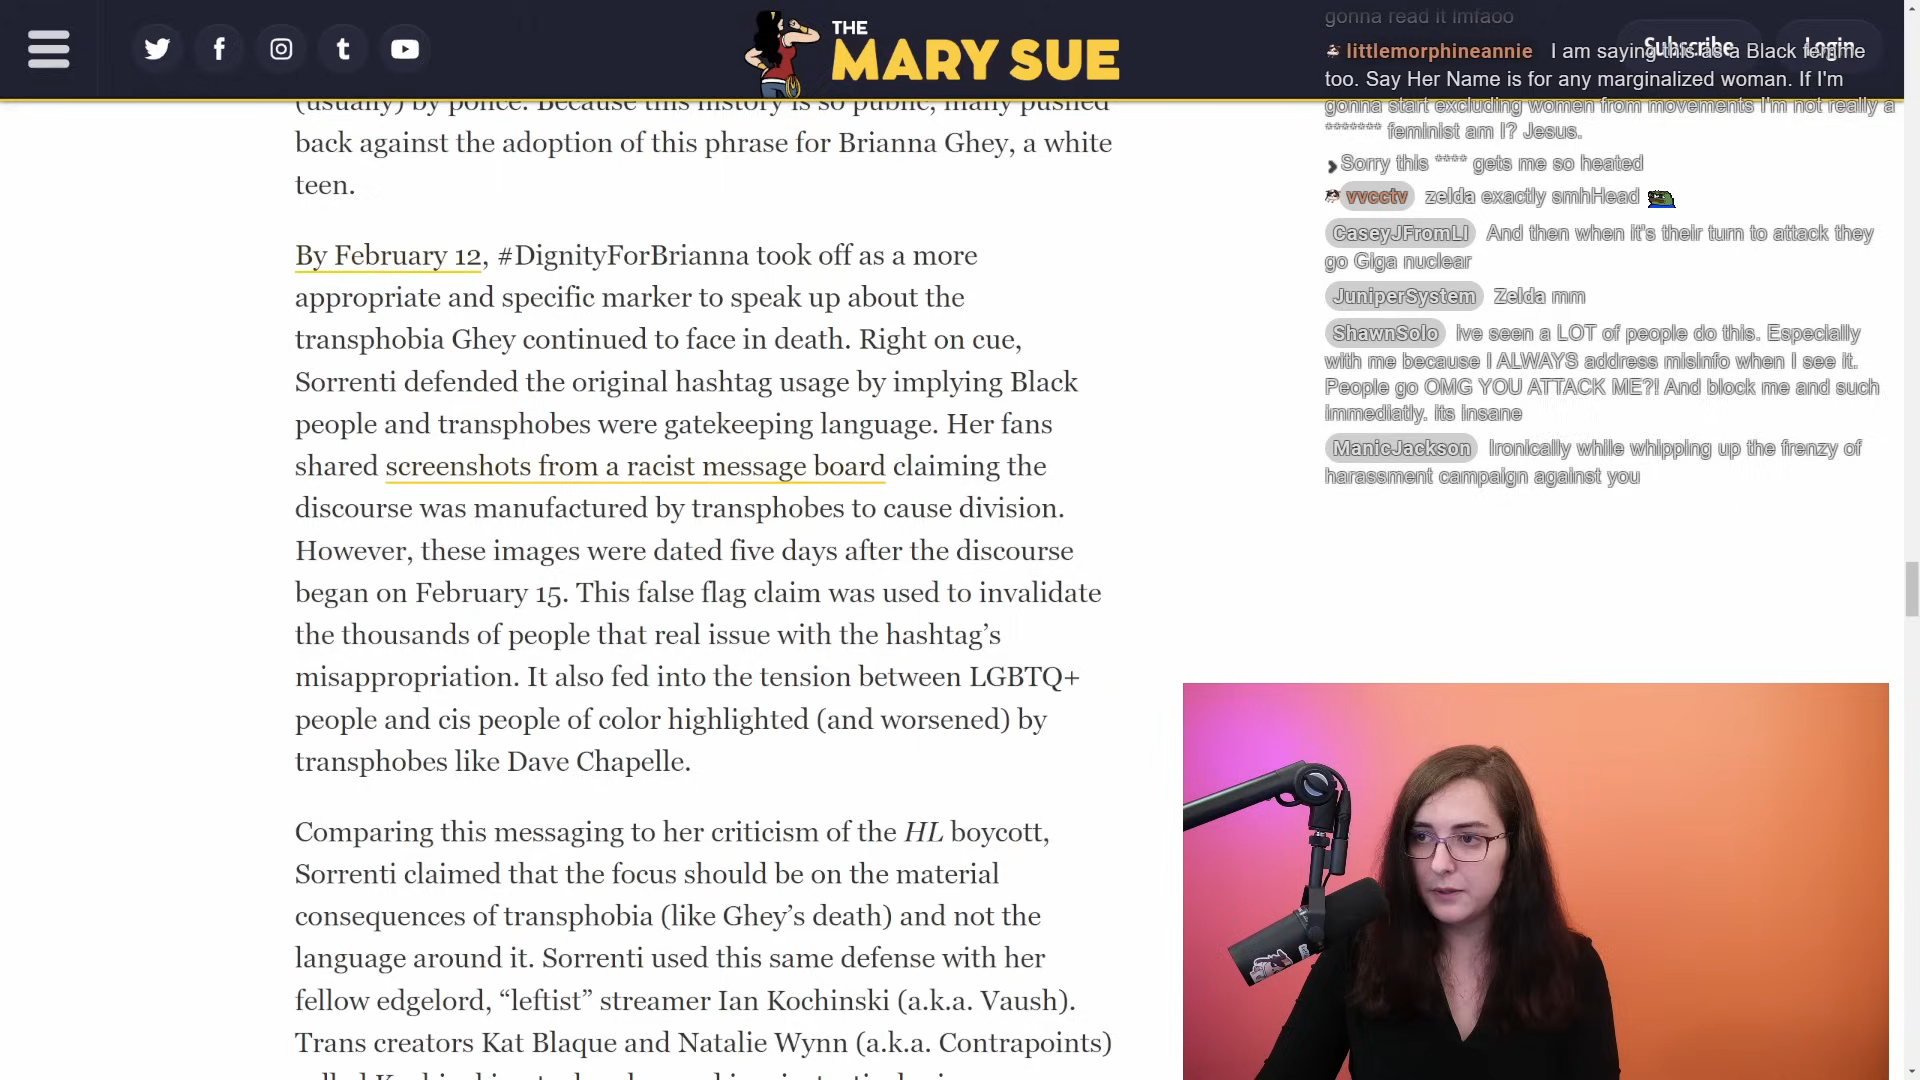 THE
MARY SUE
Subscribe
Login
(usually) by police. Because this history is so public, many pushed
back against the adoption of this phrase for Brianna Ghey, a white
teen.
By February 12, #DignityForBrianna took off as a more
appropriate and specific marker to speak up about the
transphobia Ghey continued to face in death. Right on cue,
Sorrenti defended the original hashtag usage by implying Black
people and transphobes were gatekeeping language. Her fans
shared screenshots from a racist message board claiming the
discourse was manufactured by transphobes to cause division.
However, these images were dated five days after the discourse
began on February 15. This false flag claim was used to invalidate
the thousands of people that real issue with the hashtag’s
misappropriation. It also fed into the tension between LGBTQ+
people and cis people of color highlighted (and worsened) by
transphobes like Dave Chapelle.
Comparing this messaging to her criticism of the HL boycott,
Sorrenti claimed that the focus should be on the material
consequences of transphobia (like Ghey’s death) and not the
language around it. Sorrenti used this same defense with her
fellow edgelord, “leftist” streamer Ian Kochinski (a.k.a. Vaush).
Trans creators Kat Blaque and Natalie Wynn (a.k.a. Contrapoints)
gonna read it lmfaoo
littlemorphineannie I am saying this as a Black femme
too. Say Her Name is for any marginalized woman. If I'm
gonna start excluding women from movements I'm not really a
******* feminist am I? Jesus.
Sorry this **** gets me so heated
vvcctv zelda exactly smhHead
CaseyJFromLI And then when it's their turn to attack they
go Giga nuclear
JuniperSystem Zelda mm
ShawnSolo Ive seen a LOT of people do this. Especially
with me because I ALWAYS address misinfo when I see it.
People go OMG YOU ATTACK ME?! And block me and such
immediatly. its insane
ManicJackson Ironically while whipping up the frenzy of
harassment campaign against you